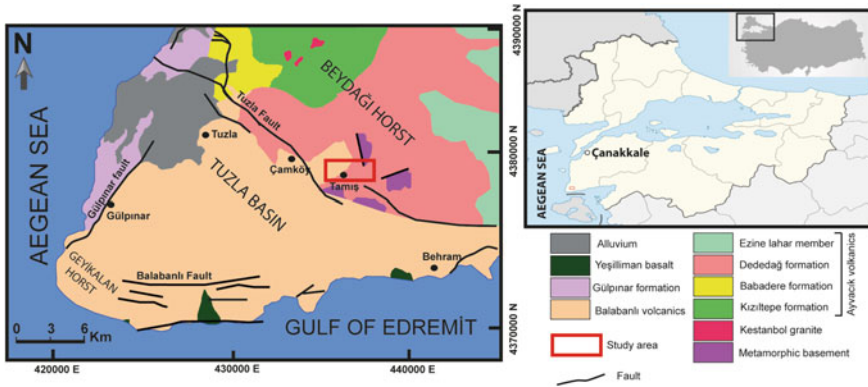 N
AEGEAN SEA
BEYDAĞI HORST
Tuzla Fault
Tuzla
Çamköy
Tamış
Gülpınar fault
TUZLA BASIN
Gülpınar
GEYİKALAN
HORST
Balabanlı Fault
Behram
GULF OF EDREMİT
0 3 6
Km
420000 E
430000 E
440000 E
4390000 N
4380000 N
4370000 N
Çanakkale
AEGEAN SEA
Alluvium
Yeşilliman basalt
Gülpınar formation
Balabanlı volcanics
Study area
Fault
Ezine lahar member
Dededağ formation
Babadere formation
Kızıltepe formation
Kestanbol granite
Metamorphic basement
Ayvacık volkanics